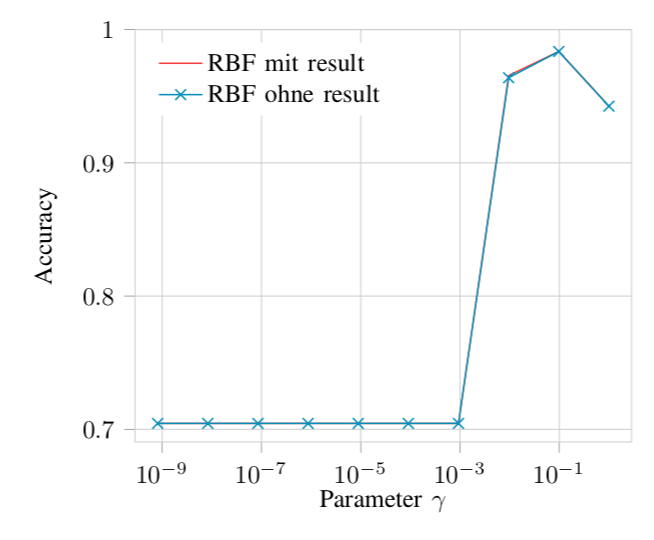 1
RBF mit result
RBF ohne result
0.9
Accuracy
0.8
0.7
10⁻⁹ 10⁻⁷ 10⁻⁵ 10⁻³ 10⁻¹
Parameter γ